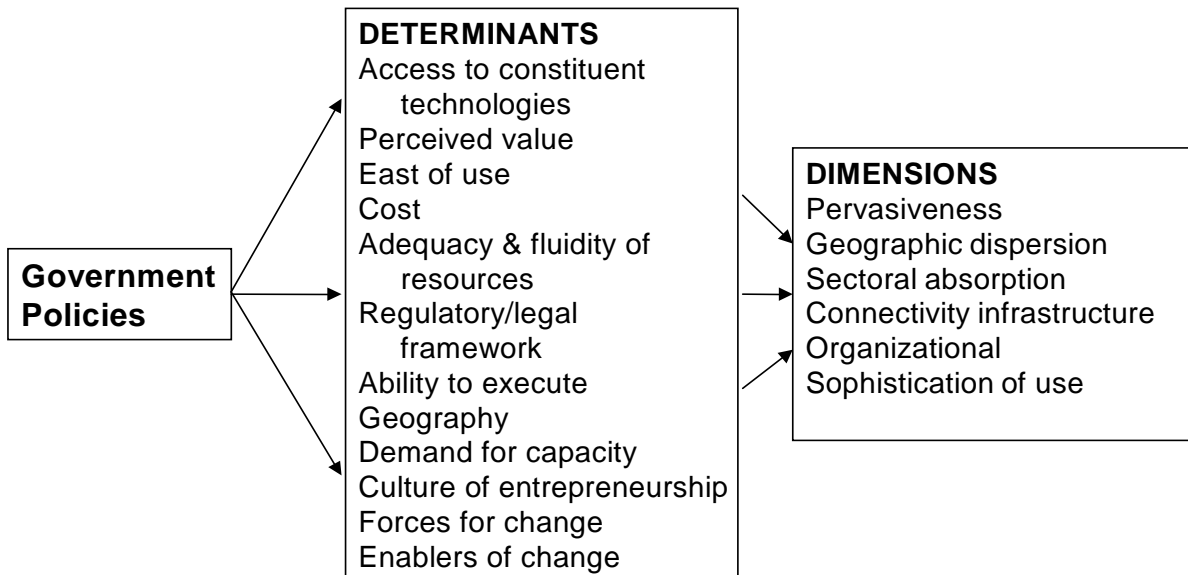 Government
Policies
DETERMINANTS
Access to constituent
technologies
Perceived value
East of use
Cost
Adequacy & fluidity of
resources
Regulatory/legal
framework
Ability to execute
Geography
Demand for capacity
Culture of entrepreneurship
Forces for change
Enablers of change
DIMENSIONS
Pervasiveness
Geographic dispersion
Sectoral absorption
Connectivity infrastructure
Organizational
Sophistication of use